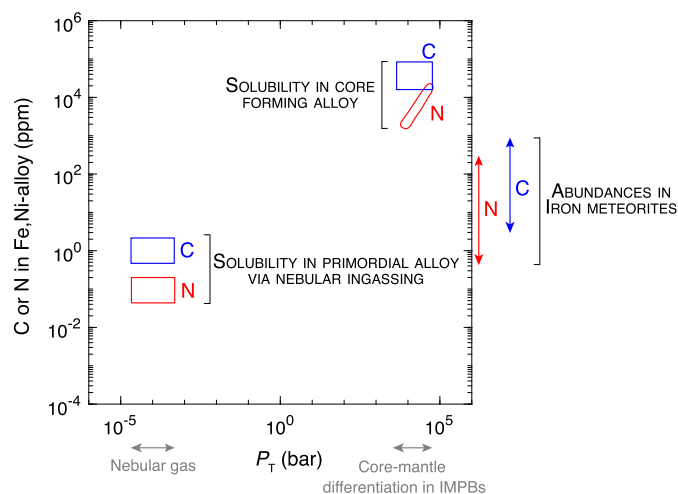 10^6
10^4
10^2
10^0
10^-2
10^-4
C or N in Fe,Ni-alloy (ppm)
C
SOLUBILITY IN CORE
FORMING ALLOY
N
C
N
SOLUBILITY IN PRIMORDIAL ALLOY
VIA NEBULAR INGASSING
N
C
ABUNDANCES IN
IRON METEORITES
10^-5
10^0
10^5
P_T (bar)
Nebular gas
Core-mantle
differentiation in IMPBs